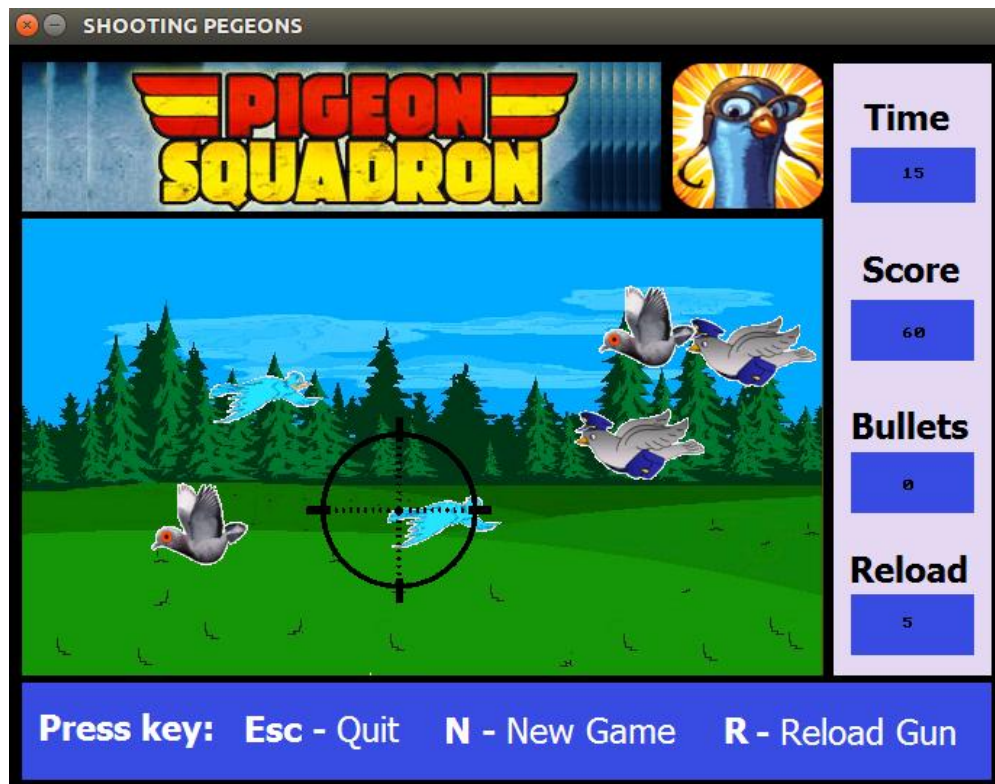 SHOOTING PEGEONS
PIGEON
SQUADRON
Time
15
Score
60
Bullets
0
Reload
5
Press key: Esc - Quit N - New Game R - Reload Gun